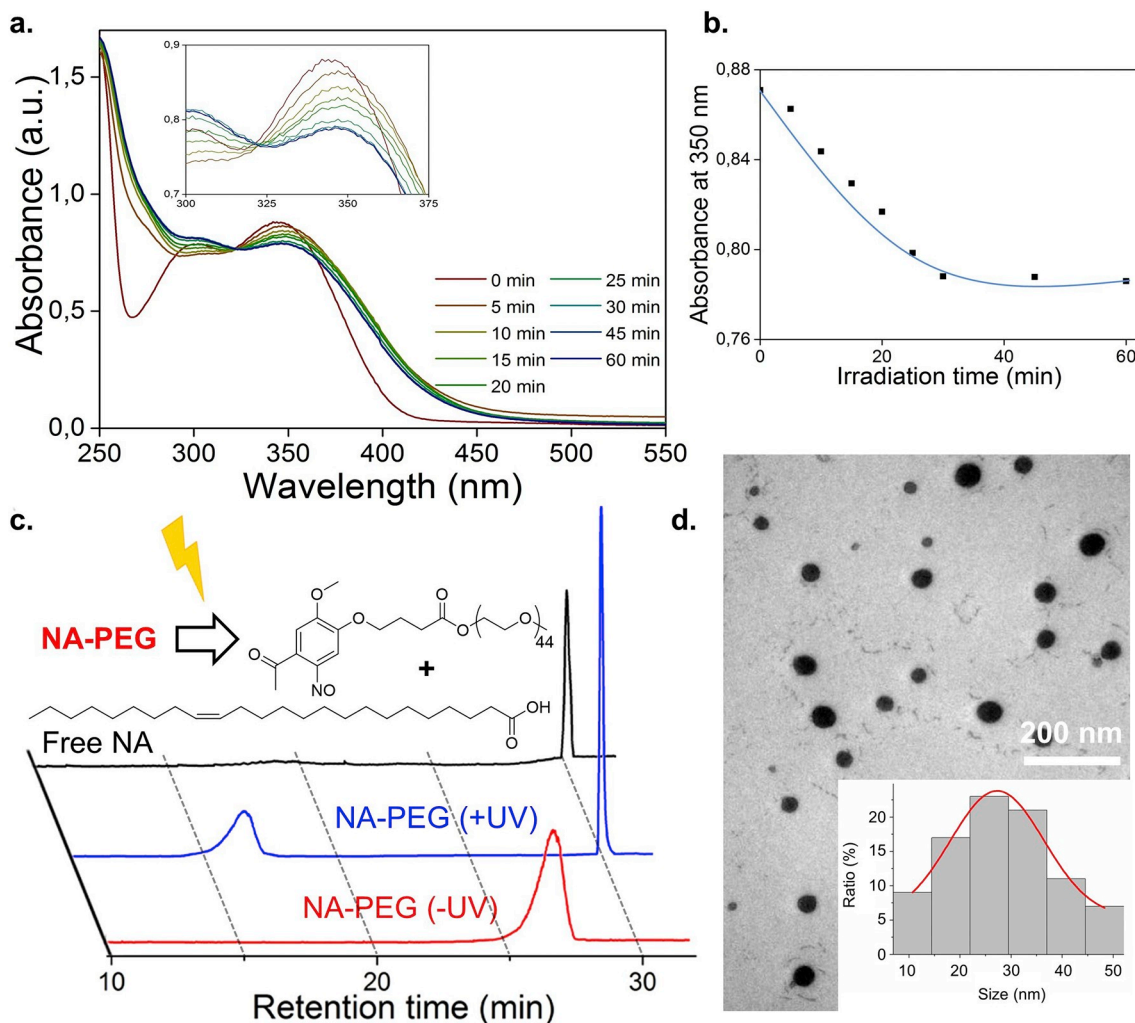 a.
Absorbance (a.u.)
1,5
1,0
0,5
0,0
250
300
350
400
450
500
550
Wavelength (nm)
0,9
0,8
0,7
300
325
350
375
0 min
5 min
10 min
15 min
20 min
25 min
30 min
45 min
60 min
b.
Absorbance at 350 nm
0,88
0,84
0,80
0,76
0
20
40
60
Irradiation time (min)
c.
NA-PEG
O
O
O
O
O
44
O
NO
+
OH
O
Free NA
NA-PEG (+UV)
NA-PEG (-UV)
10
20
30
Retention time (min)
d.
200 nm
Ratio (%)
20
15
10
5
0
10
20
30
40
50
Size (nm)